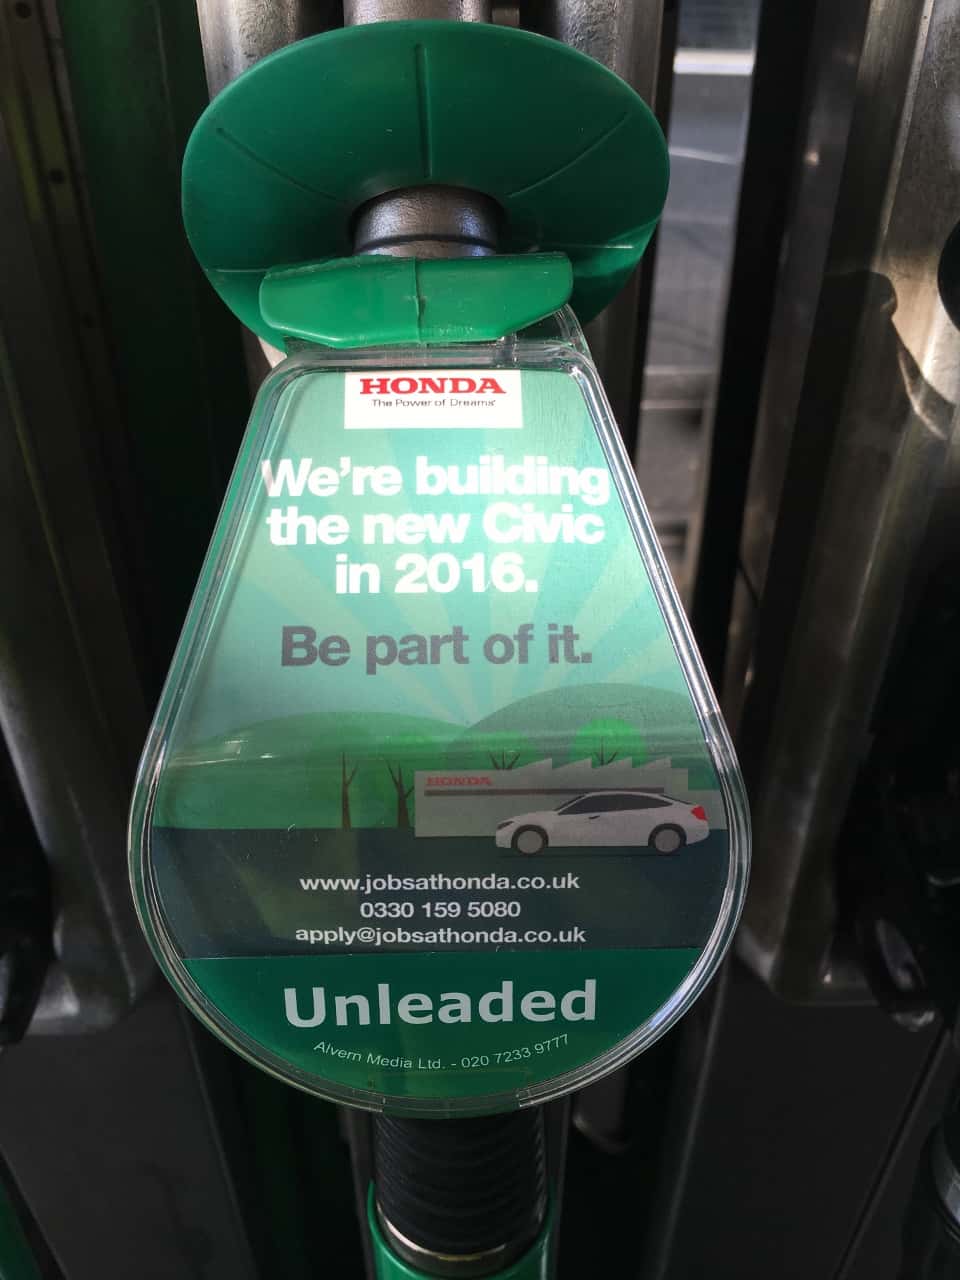 HONDA
The Power of Dreams
We're building
the new Civic
in 2016.
Be part of it.
HONDA
www.jobsathonda.co.uk
0330 159 5080
apply@jobsathonda.co.uk
Unleaded
Alvern Media Ltd. - 020 7233 9777